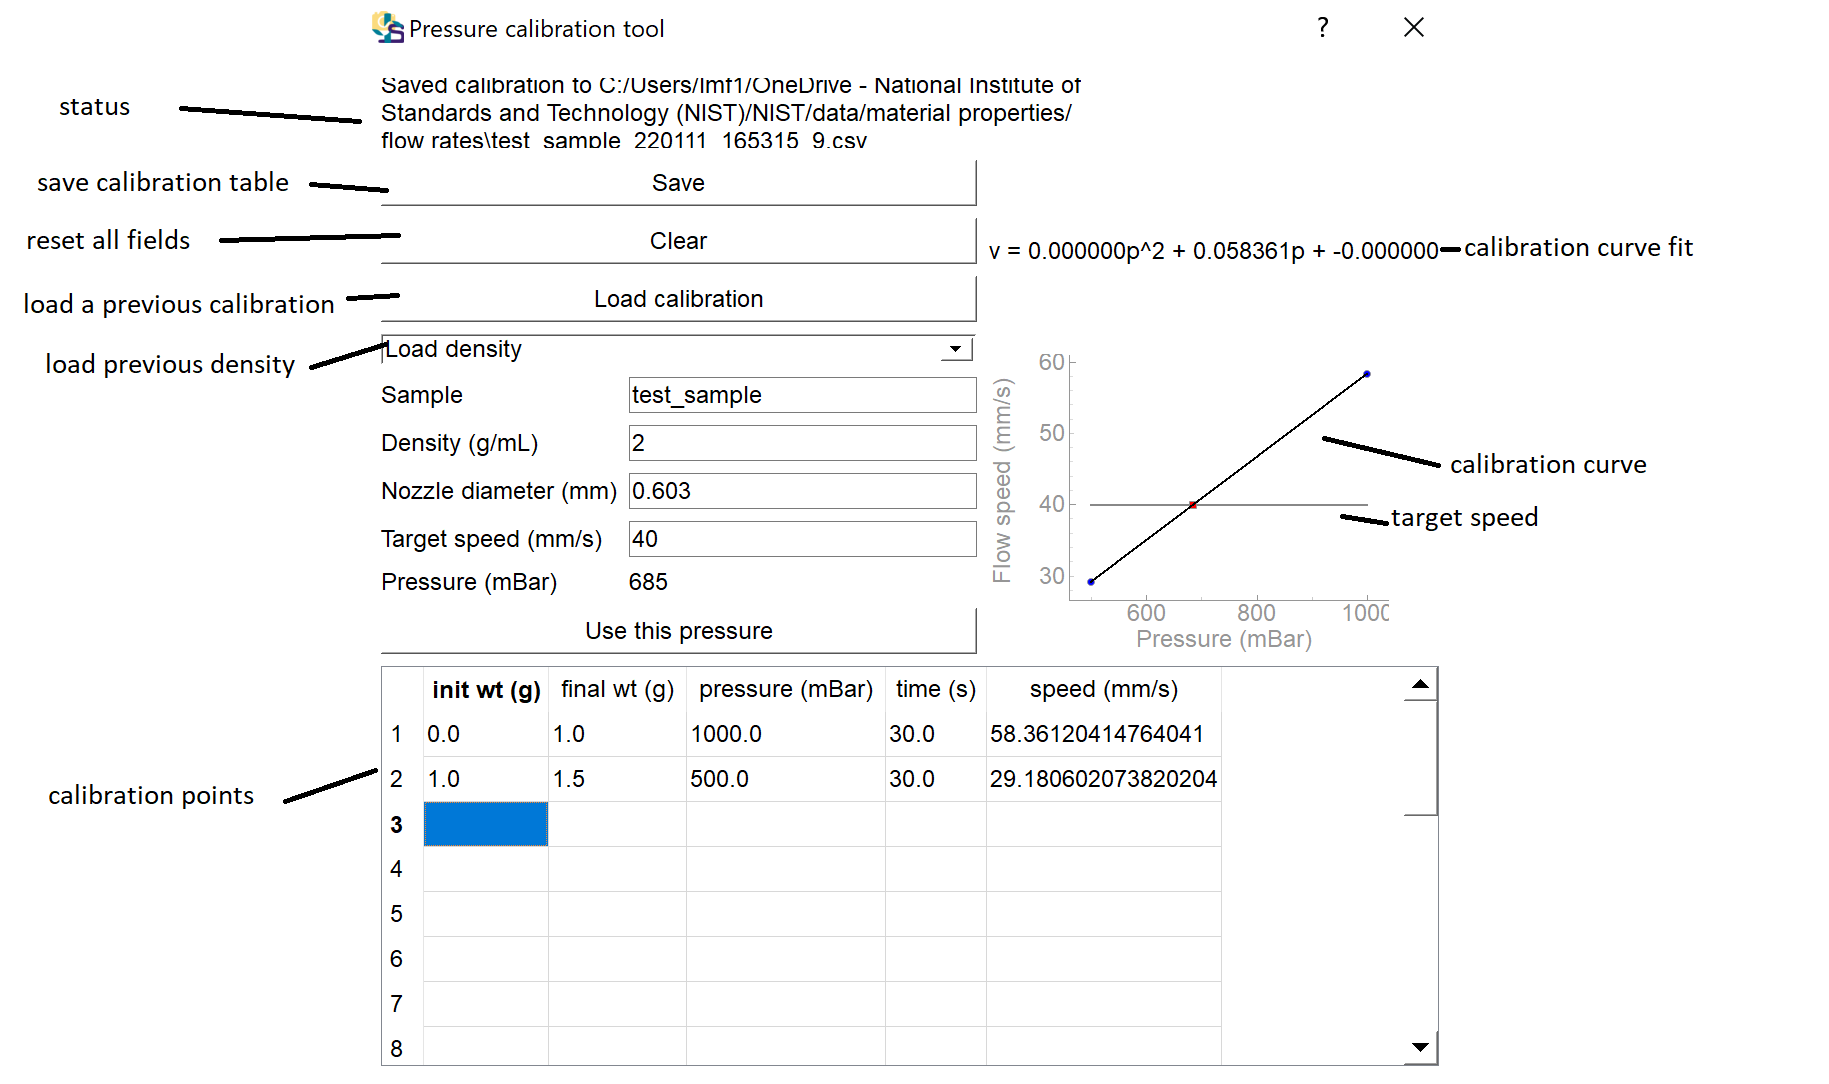 Pressure calibration tool
?
status
Saved calibration to C:/Users/lmf1/OneDrive - National Institute of
Standards and Technology (NIST)/NIST/data/material properties/
flow rates\test_sample_220111_165315_9.csv
save calibration table
Save
reset all fields
Clear
v = 0.000000p^2 + 0.058361p + -0.000000
calibration curve fit
load a previous calibration
Load calibration
load previous density
Load density
Sample
test_sample
Density (g/mL)
2
Nozzle diameter (mm)
0.603
Target speed (mm/s)
40
Pressure (mBar)
685
Use this pressure
Flow speed (mm/s)
60
50
40
30
600 800 1000
Pressure (mBar)
calibration curve
target speed
calibration points
init wt (g) final wt (g) pressure (mBar) time (s) speed (mm/s)
1 0.0 1.0 1000.0 30.0 58.36120414764041
2 1.0 1.5 500.0 30.0 29.180602073820204
3
4
5
6
7
8